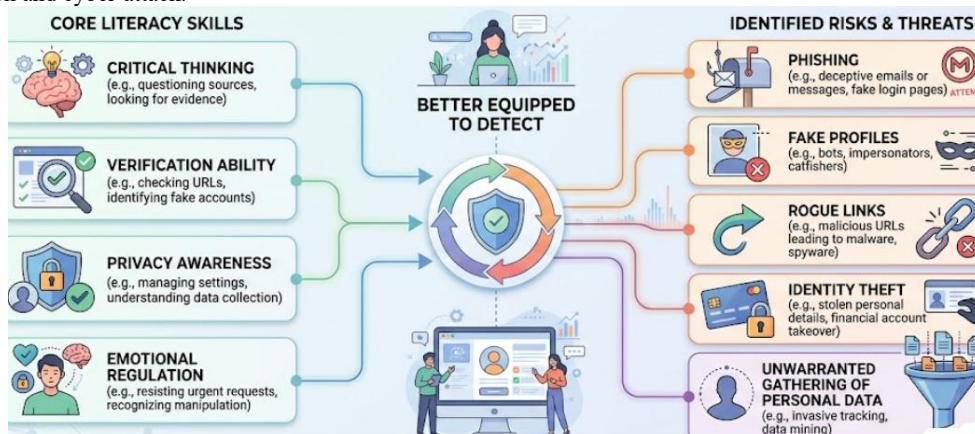 and cyber attack.
CORE LITERACY SKILLS
CRITICAL THINKING
(e.g., questioning sources,
looking for evidence)
VERIFICATION ABILITY
(e.g., checking URLs,
identifying fake accounts)
PRIVACY AWARENESS
(e.g., managing settings,
understanding data collection)
EMOTIONAL
REGULATION
(e.g., resisting urgent requests,
recognizing manipulation)
BETTER EQUIPPED
TO DETECT
IDENTIFIED RISKS & THREATS
PHISHING
(e.g., deceptive emails or
messages, fake login pages)
ATTEM
FAKE PROFILES
(e.g., bots, impersonators,
catfishers)
ROGUE LINKS
(e.g., malicious URLs
leading to malware,
spyware)
IDENTITY THEFT
(e.g., stolen personal
details, financial account
takeover)
UNWARRANTED
GATHERING OF
PERSONAL DATA
(e.g., invasive tracking,
data mining)